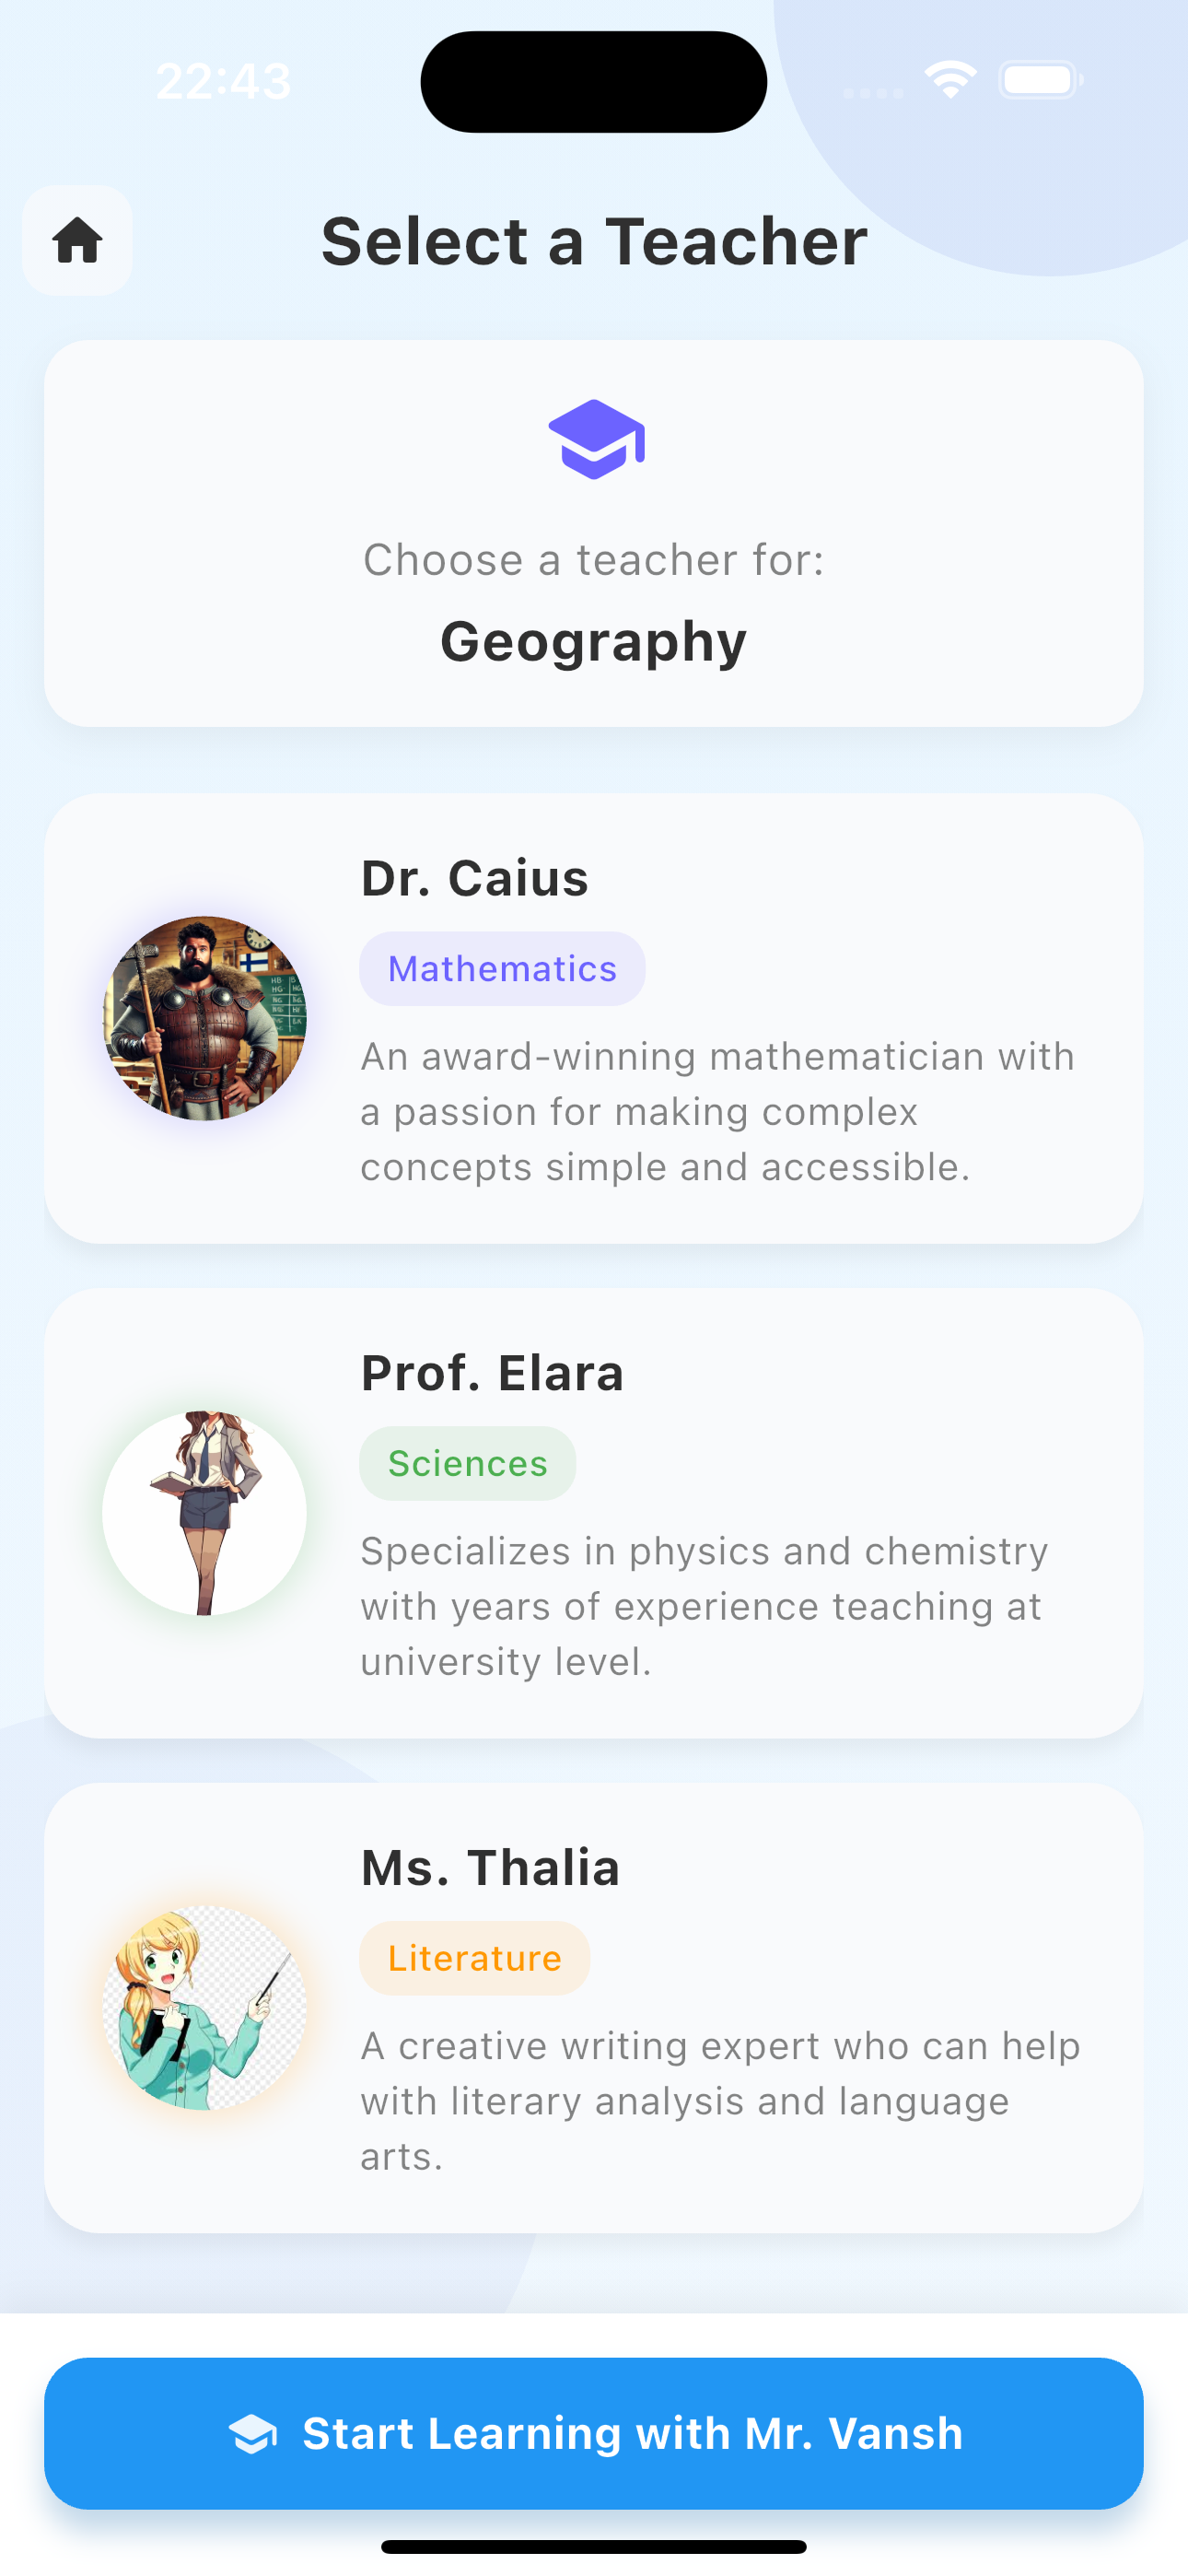 22:43
Select a Teacher
Choose a teacher for:
Geography
Dr. Caius
Mathematics
An award-winning mathematician with
a passion for making complex
concepts simple and accessible.
Prof. Elara
Sciences
Specializes in physics and chemistry
with years of experience teaching at
university level.
Ms. Thalia
Literature
A creative writing expert who can help
with literary analysis and language
arts.
Start Learning with Mr. Vansh